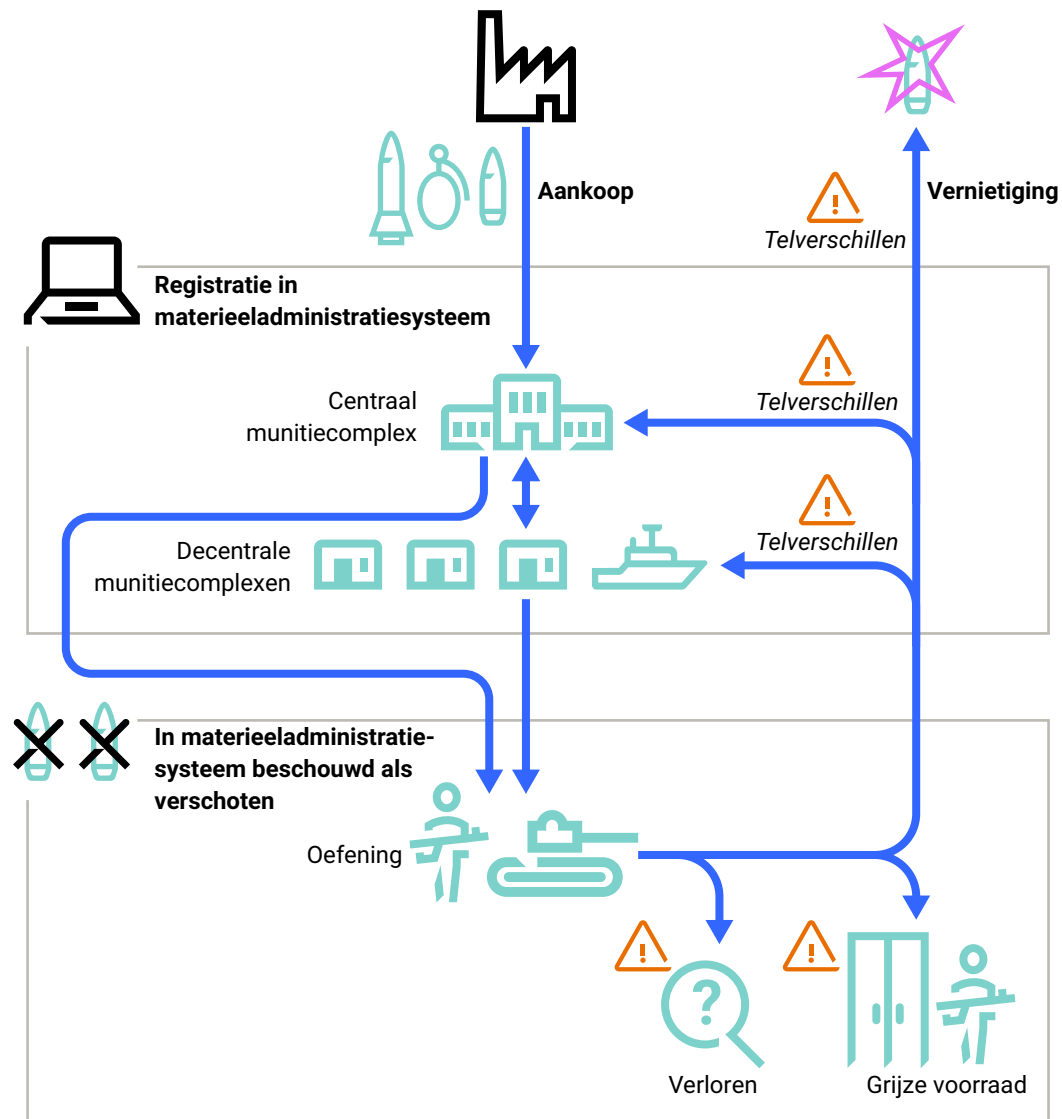 Aankoop
Vernietiging
Telverschillen
Registratie in
materieeladministratiesysteem
Telverschillen
Centraal
munitiecomplex
Telverschillen
Decentrale
munitiecomplexen
In materieeladministratie-
systeem beschouwd als
verschoten
Oefening
?
Verloren
Grijze voorraad